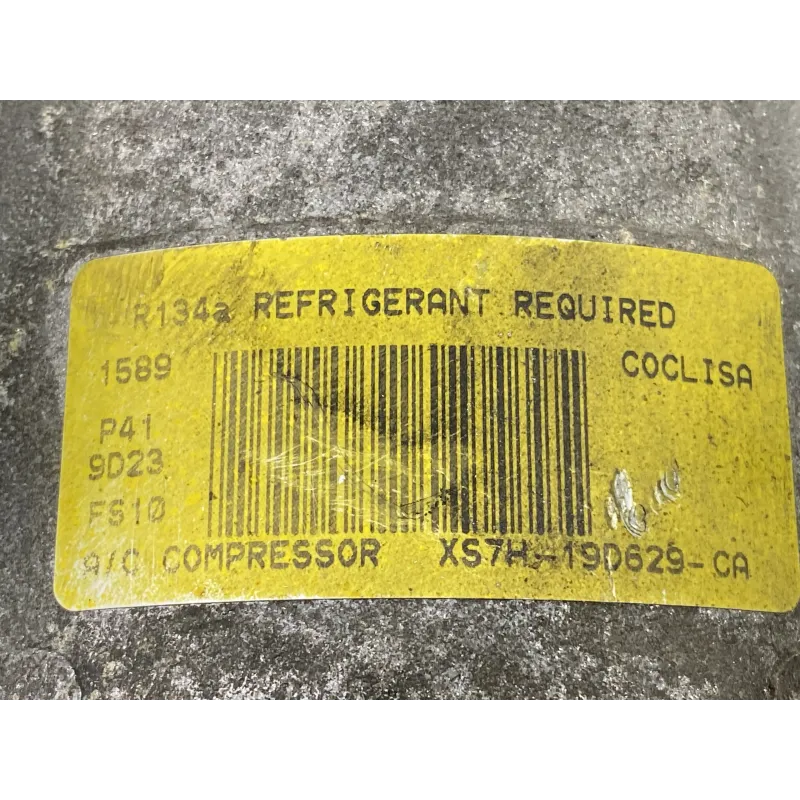 R134a REFRIGERANT REQUIRED
1589 COCLISA
P41
9D23
FS10
A/C COMPRESSOR XS7H-19D629-CA